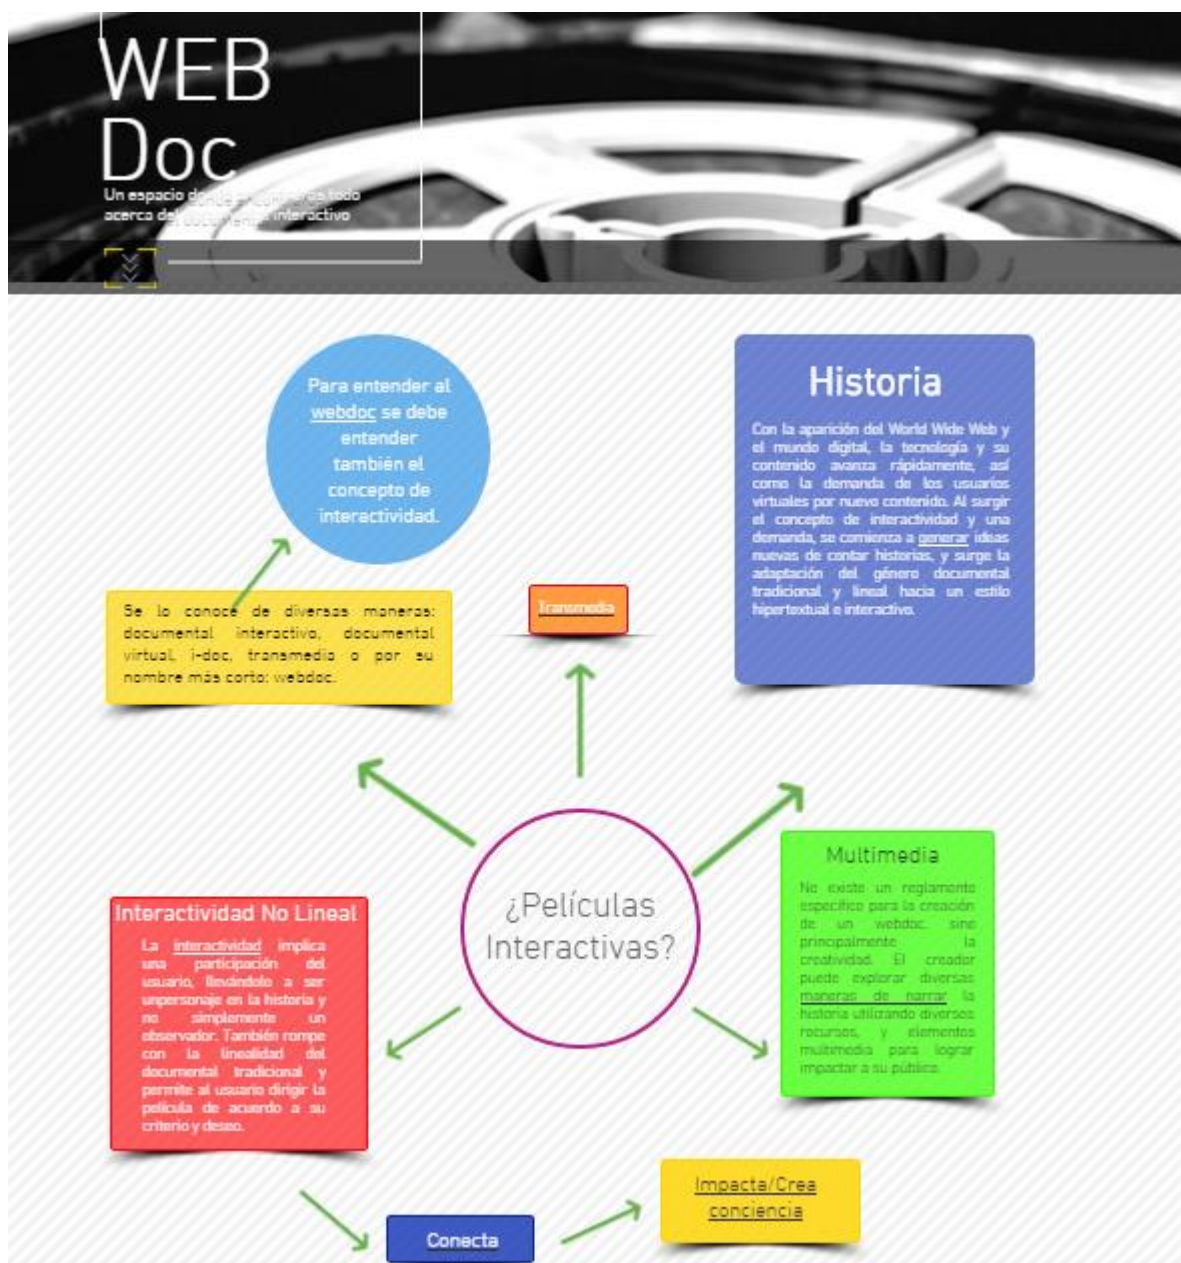 WEB
Doc
Un espacio donde encontrarás todo
acerca del documental interactivo
Para entender al
webdoc se debe
entender
también el
concepto de
interactividad.
Historia
Con la aparición del World Wide Web y
el mundo digital, la tecnología y su
contenido avanza rápidamente, así
como la demanda de los usuarios
virtuales por nuevo contenido. Al surgir
el concepto de interactividad y una
demanda, se comienza a generar ideas
nuevas de contar historias, y surge la
adaptación del género documental
tradicional y lineal hacia un estilo
hipertextual e interactivo.
Se lo conoce de diversas maneras:
documental interactivo, documental
virtual, i-doc, transmedia o por su
nombre más corto: webdoc.
Transmedia
¿Películas
Interactivas?
Multimedia
No existe un reglamento
específico para la creación
de un webdoc, sino
principalmente la
creatividad. El creador
puede explorar diversas
maneras de narrar la
historia utilizando diversos
recursos, y elementos
multimedia para lograr
impactar a su público.
Interactividad No Lineal
La interactividad implica
una participación del
usuario, llevándolo a ser
unpersonaje en la historia y
no simplemente un
observador. También rompe
con la linealidad del
documental tradicional y
permite al usuario dirigir la
película de acuerdo a su
criterio y deseo.
Impacta/Crea
conciencia
Conecta